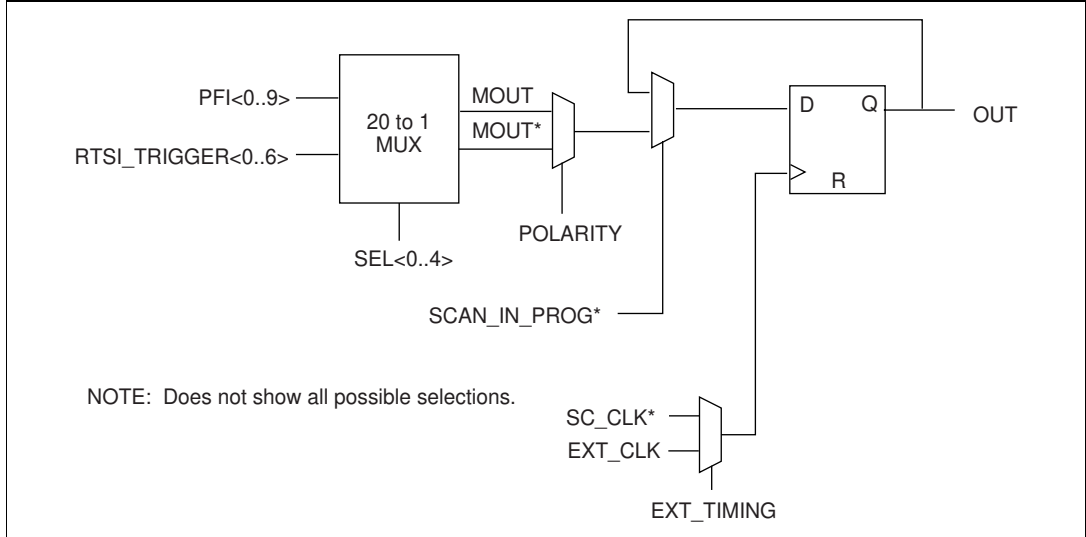 PFI<0..9>
RTSI_TRIGGER<0..6>
20 to 1
MUX
SEL<0..4>
MOUT
MOUT*
POLARITY
SCAN_IN_PROG*
D
Q
R
OUT
NOTE: Does not show all possible selections.
SC_CLK*
EXT_CLK
EXT_TIMING